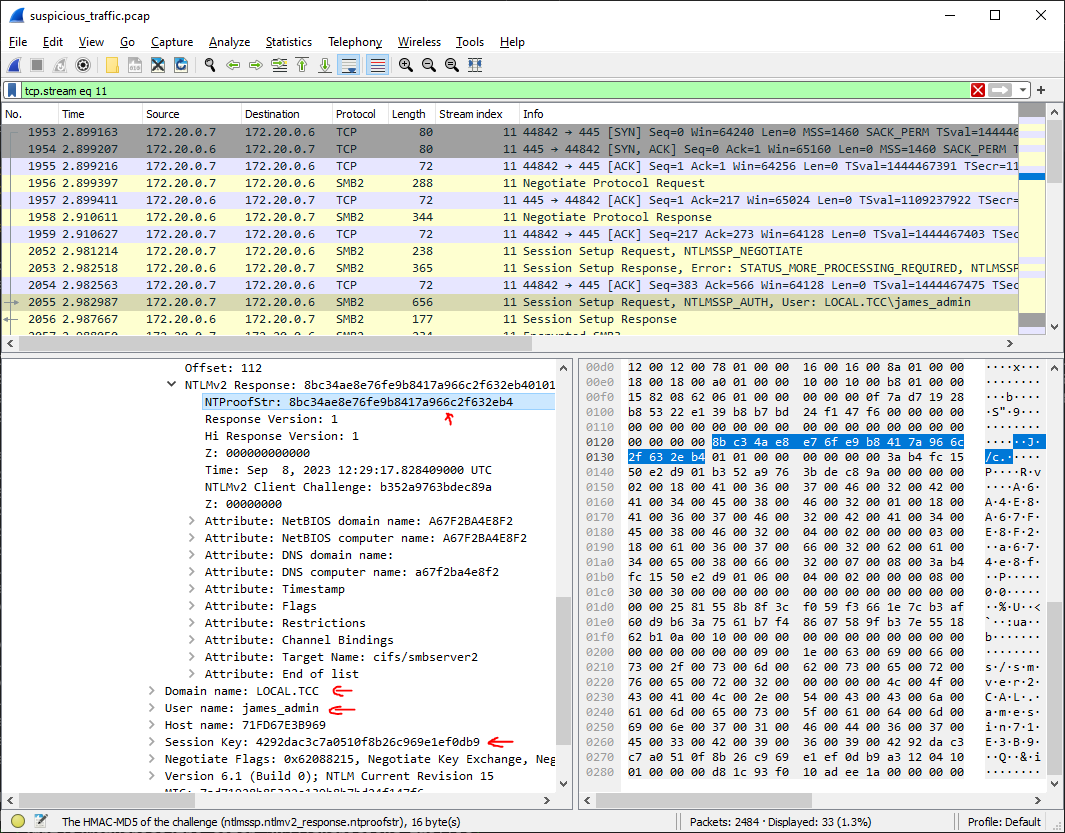 suspicious_traffic.pcap
File Edit View Go Capture Analyze Statistics Telephony Wireless Tools Help
tcp.stream eq 11
No. Time Source Destination Protocol Length Stream index Info
1953 2.899163 172.20.0.7 172.20.0.6 TCP 80 11 44842 → 445 [SYN] Seq=0 Win=64240 Len=0 MSS=1460 SACK_PERM TSval=144446
1954 2.899207 172.20.0.6 172.20.0.7 TCP 80 11 445 → 44842 [SYN, ACK] Seq=0 Ack=1 Win=65160 Len=0 MSS=1460 SACK_PERM T
1955 2.899216 172.20.0.7 172.20.0.6 TCP 72 11 44842 → 445 [ACK] Seq=1 Ack=1 Win=64256 Len=0 TSval=1444467391 TSecr=11
1956 2.899397 172.20.0.7 172.20.0.6 SMB2 288 11 Negotiate Protocol Request
1957 2.899411 172.20.0.6 172.20.0.7 TCP 72 11 445 → 44842 [ACK] Seq=1 Ack=217 Win=65024 Len=0 TSval=1109237922 TSecr=
1958 2.910611 172.20.0.6 172.20.0.7 SMB2 344 11 Negotiate Protocol Response
1959 2.910627 172.20.0.7 172.20.0.6 TCP 72 11 44842 → 445 [ACK] Seq=217 Ack=273 Win=64128 Len=0 TSval=1444467403 TSec
2052 2.981214 172.20.0.7 172.20.0.6 SMB2 238 11 Session Setup Request, NTLMSSP_NEGOTIATE
2053 2.982518 172.20.0.6 172.20.0.7 SMB2 365 11 Session Setup Response, Error: STATUS_MORE_PROCESSING_REQUIRED, NTLMSSP
2054 2.982563 172.20.0.7 172.20.0.6 TCP 72 11 44842 → 445 [ACK] Seq=383 Ack=566 Win=64128 Len=0 TSval=1444467475 TSec
2055 2.982987 172.20.0.7 172.20.0.6 SMB2 656 11 Session Setup Request, NTLMSSP_AUTH, User: LOCAL.TCC\james_admin
2056 2.987667 172.20.0.6 172.20.0.7 SMB2 177 11 Session Setup Response
Offset: 112
NTLMv2 Response: 8bc34ae8e76fe9b8417a966c2f632eb40101
NTProofStr: 8bc34ae8e76fe9b8417a966c2f632eb4
Response Version: 1
Hi Response Version: 1
Z: 000000000000
Time: Sep 8, 2023 12:29:17.828409000 UTC
NTLMv2 Client Challenge: b352a9763bdec89a
Z: 00000000
Attribute: NetBIOS domain name: A67F2BA4E8F2
Attribute: NetBIOS computer name: A67F2BA4E8F2
Attribute: DNS domain name:
Attribute: DNS computer name: a67f2ba4e8f2
Attribute: Timestamp
Attribute: Flags
Attribute: Restrictions
Attribute: Channel Bindings
Attribute: Target Name: cifs/smbserver2
Attribute: End of list
Domain name: LOCAL.TCC
User name: james_admin
Host name: 71FD67E3B969
Session Key: 4292dac3c7a0510f8b26c969e1ef0db9
Negotiate Flags: 0x62088215, Negotiate Key Exchange, Neg
Version 6.1 (Build 0); NTLM Current Revision 15
00d0 12 00 12 00 78 01 00 00 16 00 16 00 8a 01 00 00 ····x···
00e0 18 00 18 00 a0 01 00 00 10 00 10 00 b8 01 00 00 ········
00f0 15 82 08 62 06 01 00 00 00 00 00 0f 7a d7 19 28 ···b····
0100 b8 53 22 e1 39 b8 b7 bd 24 f1 47 f6 00 00 00 00 ·S"·9···
0110 00 00 00 00 00 00 00 00 00 00 00 00 00 00 00 00 ········
0120 00 00 00 00 8b c3 4a e8 e7 6f e9 b8 41 7a 96 6c ······J·
0130 2f 63 2e b4 01 01 00 00 00 00 00 00 3a b4 fc 15 /c.·····
0140 50 e2 d9 01 b3 52 a9 76 3b de c8 9a 00 00 00 00 P····R·v
0150 02 00 18 00 41 00 36 00 37 00 46 00 32 00 42 00 ····A·6·
0160 41 00 34 00 45 00 38 00 46 00 32 00 01 00 18 00 A·4·E·8·
0170 41 00 36 00 37 00 46 00 32 00 42 00 41 00 34 00 A·6·7·F·
0180 45 00 38 00 46 00 32 00 04 00 02 00 00 00 03 00 E·8·F·2·
0190 18 00 61 00 36 00 37 00 66 00 32 00 62 00 61 00 ··a·6·7·
01a0 34 00 65 00 38 00 66 00 32 00 07 00 08 00 3a b4 4·e·8·f·
01b0 fc 15 50 e2 d9 01 06 00 04 00 02 00 00 00 08 00 ··P·····
01c0 30 00 30 00 00 00 00 00 00 00 00 00 00 00 00 00 0·0·····
01d0 00 00 25 81 55 8b 8f 3c f0 59 f3 66 1e 7c b3 af ··%·U··<
01e0 60 d9 b6 3a 75 61 b7 f4 86 07 58 9f b3 7e 55 18 `··:ua··
01f0 62 b1 0a 00 10 00 00 00 00 00 00 00 00 00 00 00 b·······
0200 00 00 00 00 00 00 09 00 1e 00 63 00 69 00 66 00 ········
0210 73 00 2f 00 73 00 6d 00 62 00 73 00 65 00 72 00 s·/·s·m·
0220 76 00 65 00 72 00 32 00 00 00 00 00 4c 00 4f 00 v·e·r·2·
0230 43 00 41 00 4c 00 2e 00 54 00 43 00 43 00 6a 00 C·A·L·.·
0240 61 00 6d 00 65 00 73 00 5f 00 61 00 64 00 6d 00 a·m·e·s·
0250 69 00 6e 00 37 00 31 00 46 00 44 00 36 00 37 00 i·n·7·1·
0260 45 00 33 00 42 00 39 00 36 00 39 00 42 92 da c3 E·3·B·9·
0270 c7 a0 51 0f 8b 26 c9 69 e1 ef 0d b9 a3 12 04 10 ··Q··&·i
0280 01 00 00 00 d8 1c 93 f0 10 ad ee 1a 00 00 00 00 ········
The HMAC-MD5 of the challenge (ntlmssp.ntlmv2_response.ntproofstr), 16 byte(s)
Packets: 2484 · Displayed: 33 (1.3%)
Profile: Default